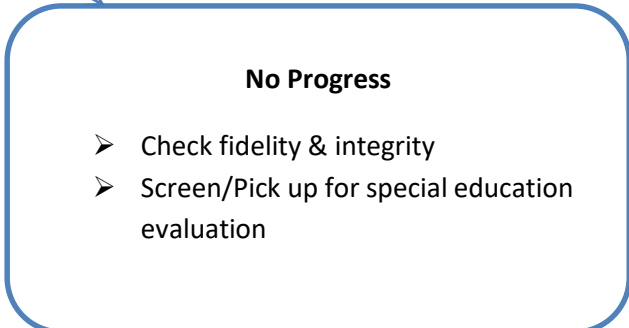 No Progress
➢ Check fidelity & integrity
➢ Screen/Pick up for special education
evaluation